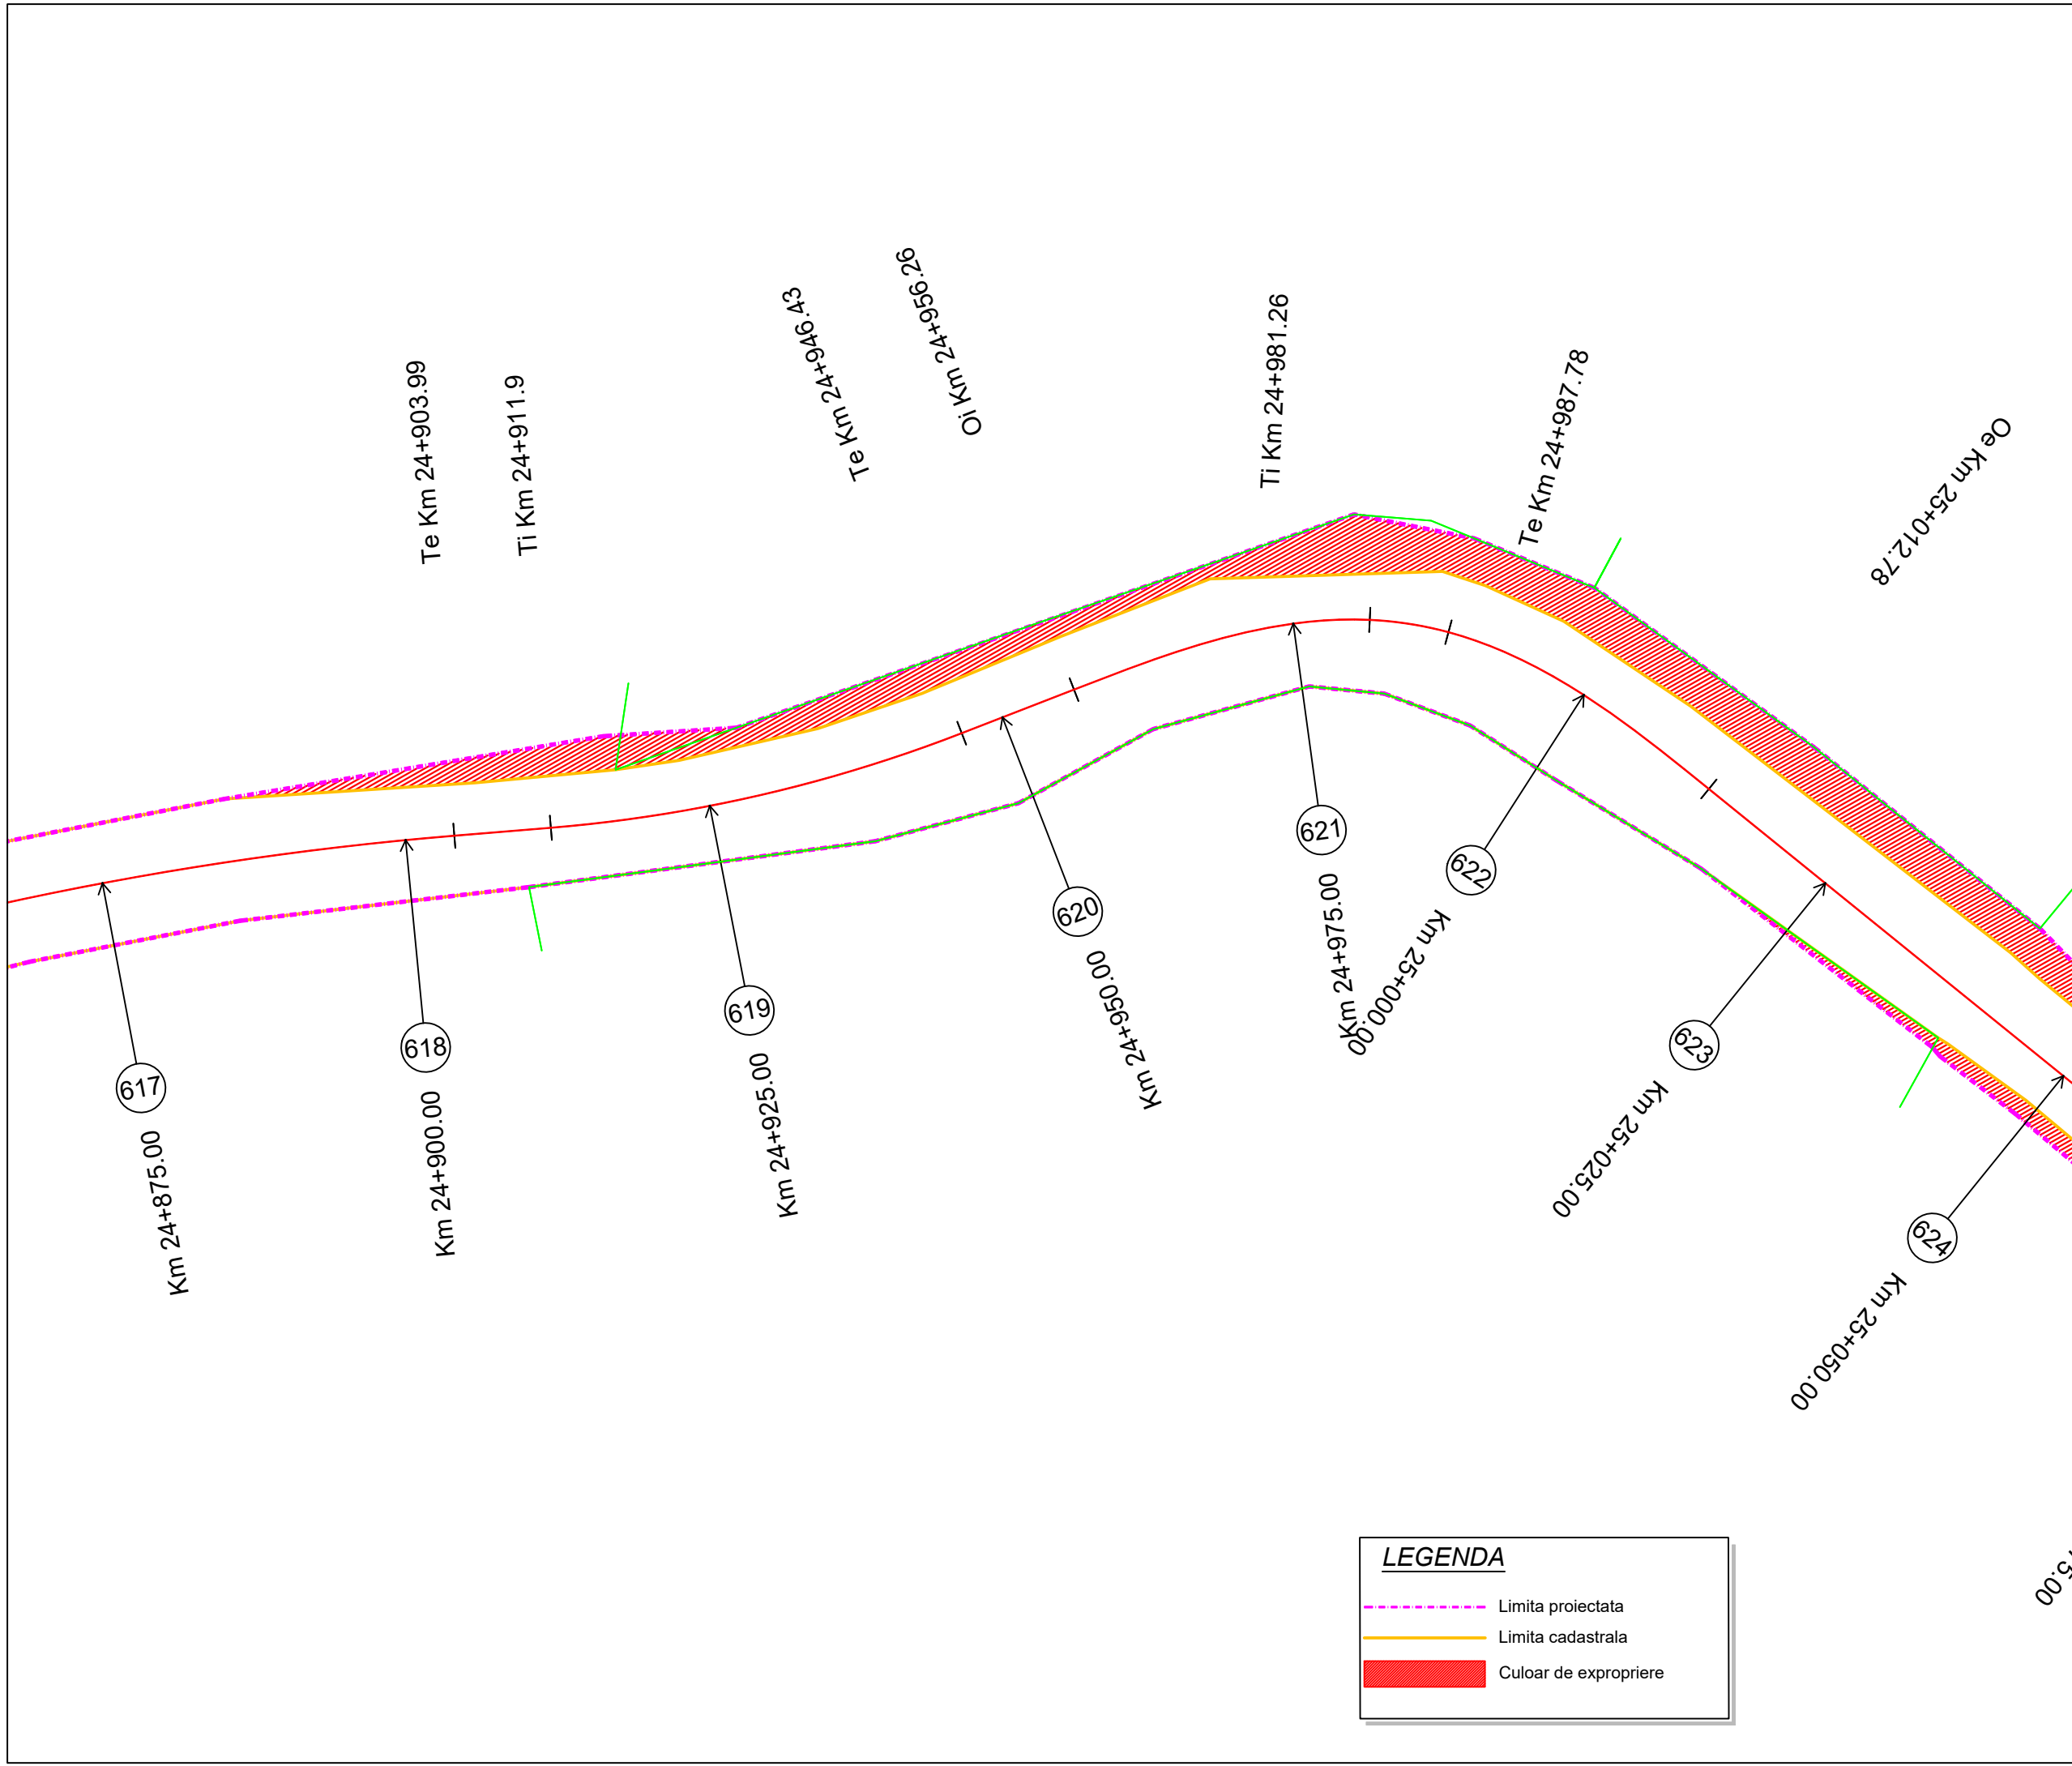 Te Km 24+903.99
Ti Km 24+911.9
Te Km 24+946.43
Oi Km 24+956.26
Ti Km 24+981.26
Te Km 24+987.78
Oe Km 25+012.78
617
Km 24+875.00
618
Km 24+900.00
619
Km 24+925.00
620
Km 24+950.00
621
Km 24+975.00
622
Km 25+000.00
623
Km 25+025.00
624
Km 25+050.00
5.00
LEGENDA
Limita proiectata
Limita cadastrala
Culoar de expropriere